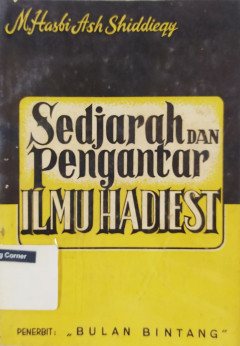 M. Hasbi Ash Shiddieqy
Sedjarah DAN
Pengantar
ILMU HADIEST
g Corner
PENERBIT: „BULAN BINTANG"